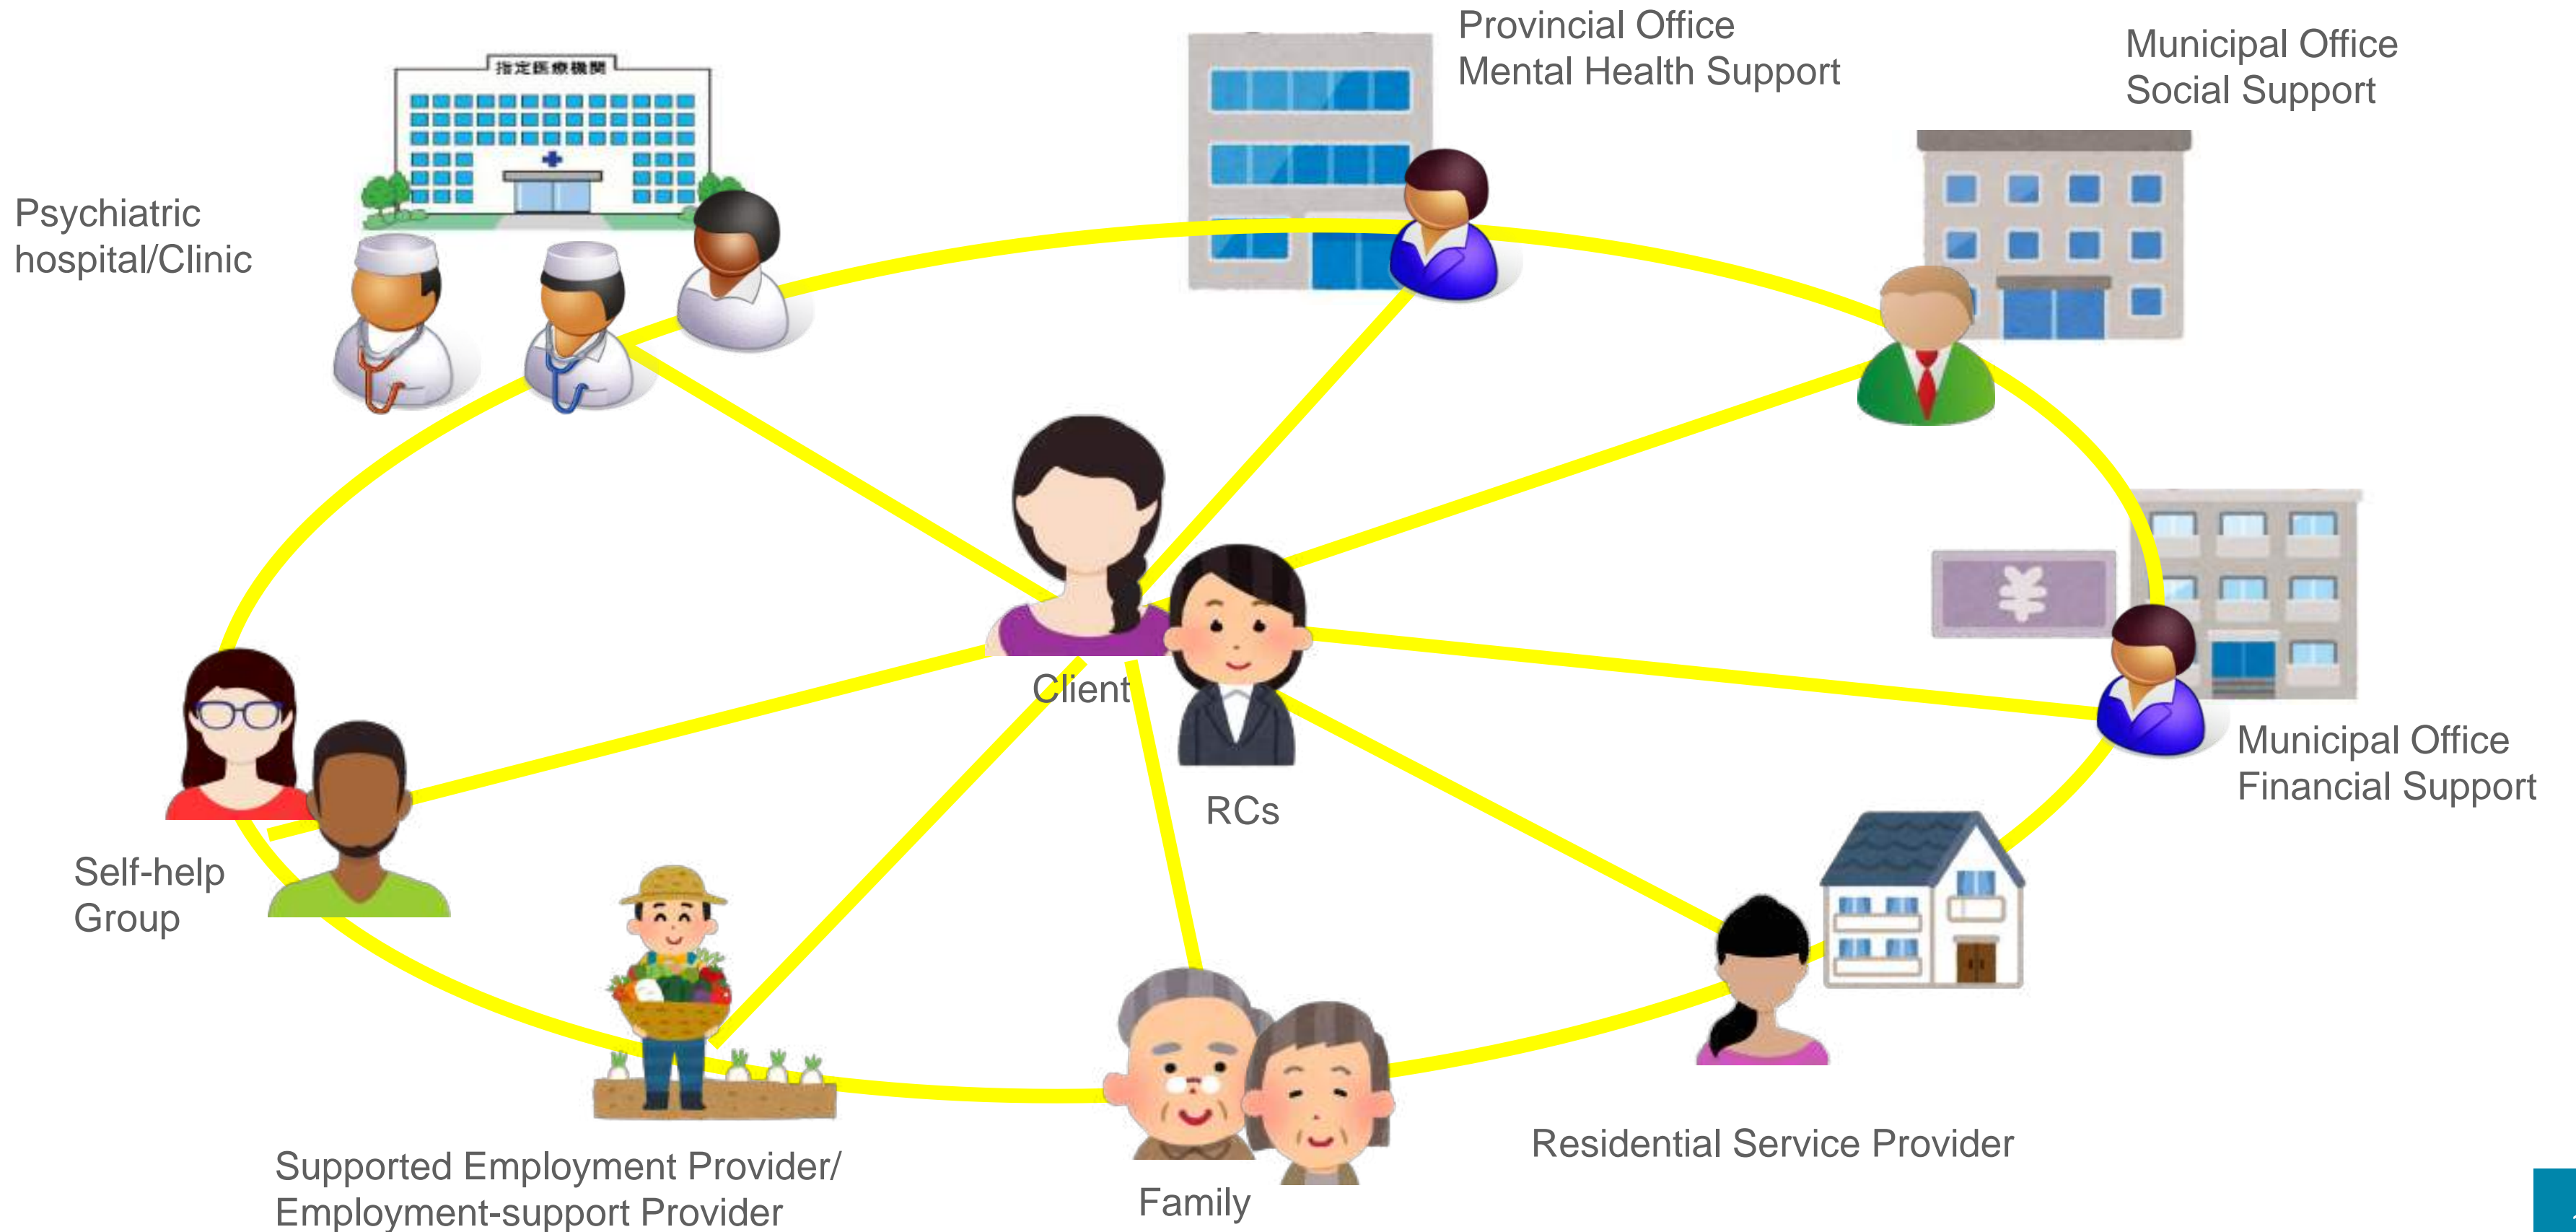 Provincial Office
Mental Health Support
Municipal Office
Social Support
指定医療機関
Psychiatric
hospital/Clinic
¥
Client
RCs
Municipal Office
Financial Support
Self-help
Group
Residential Service Provider
Supported Employment Provider/
Employment-support Provider
Family